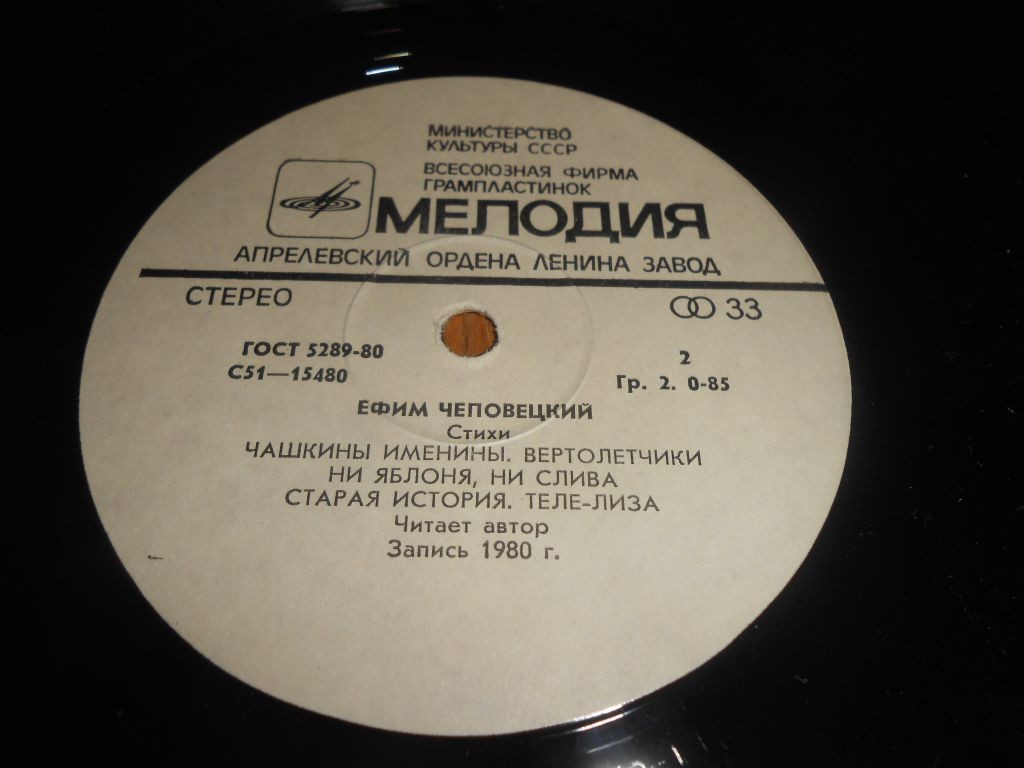 МИНИСТЕРСТВО
КУЛЬТУРЫ СССР
ВСЕСОЮЗНАЯ ФИРМА
ГРАМПЛАСТИНОК
МЕЛОДИЯ
АПРЕЛЕВСКИЙ ОРДЕНА ЛЕНИНА ЗАВОД
СТЕРЕО 33
ГОСТ 5289-80 2
С51—15480 Гр. 2. 0-85
ЕФИМ ЧЕПОВЕЦКИЙ
Стихи
ЧАШКИНЫ ИМЕНИНЫ. ВЕРТОЛЕТЧИКИ
НИ ЯБЛОНЯ, НИ СЛИВА
СТАРАЯ ИСТОРИЯ. ТЕЛЕ-ЛИЗА
Читает автор
Запись 1980 г.